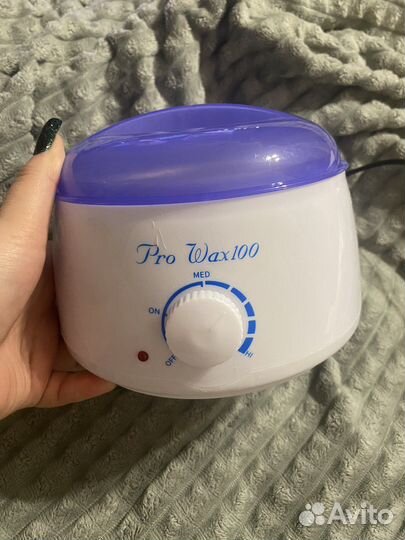 Pro Wax100
MED
ON
OFF
HI
Avito